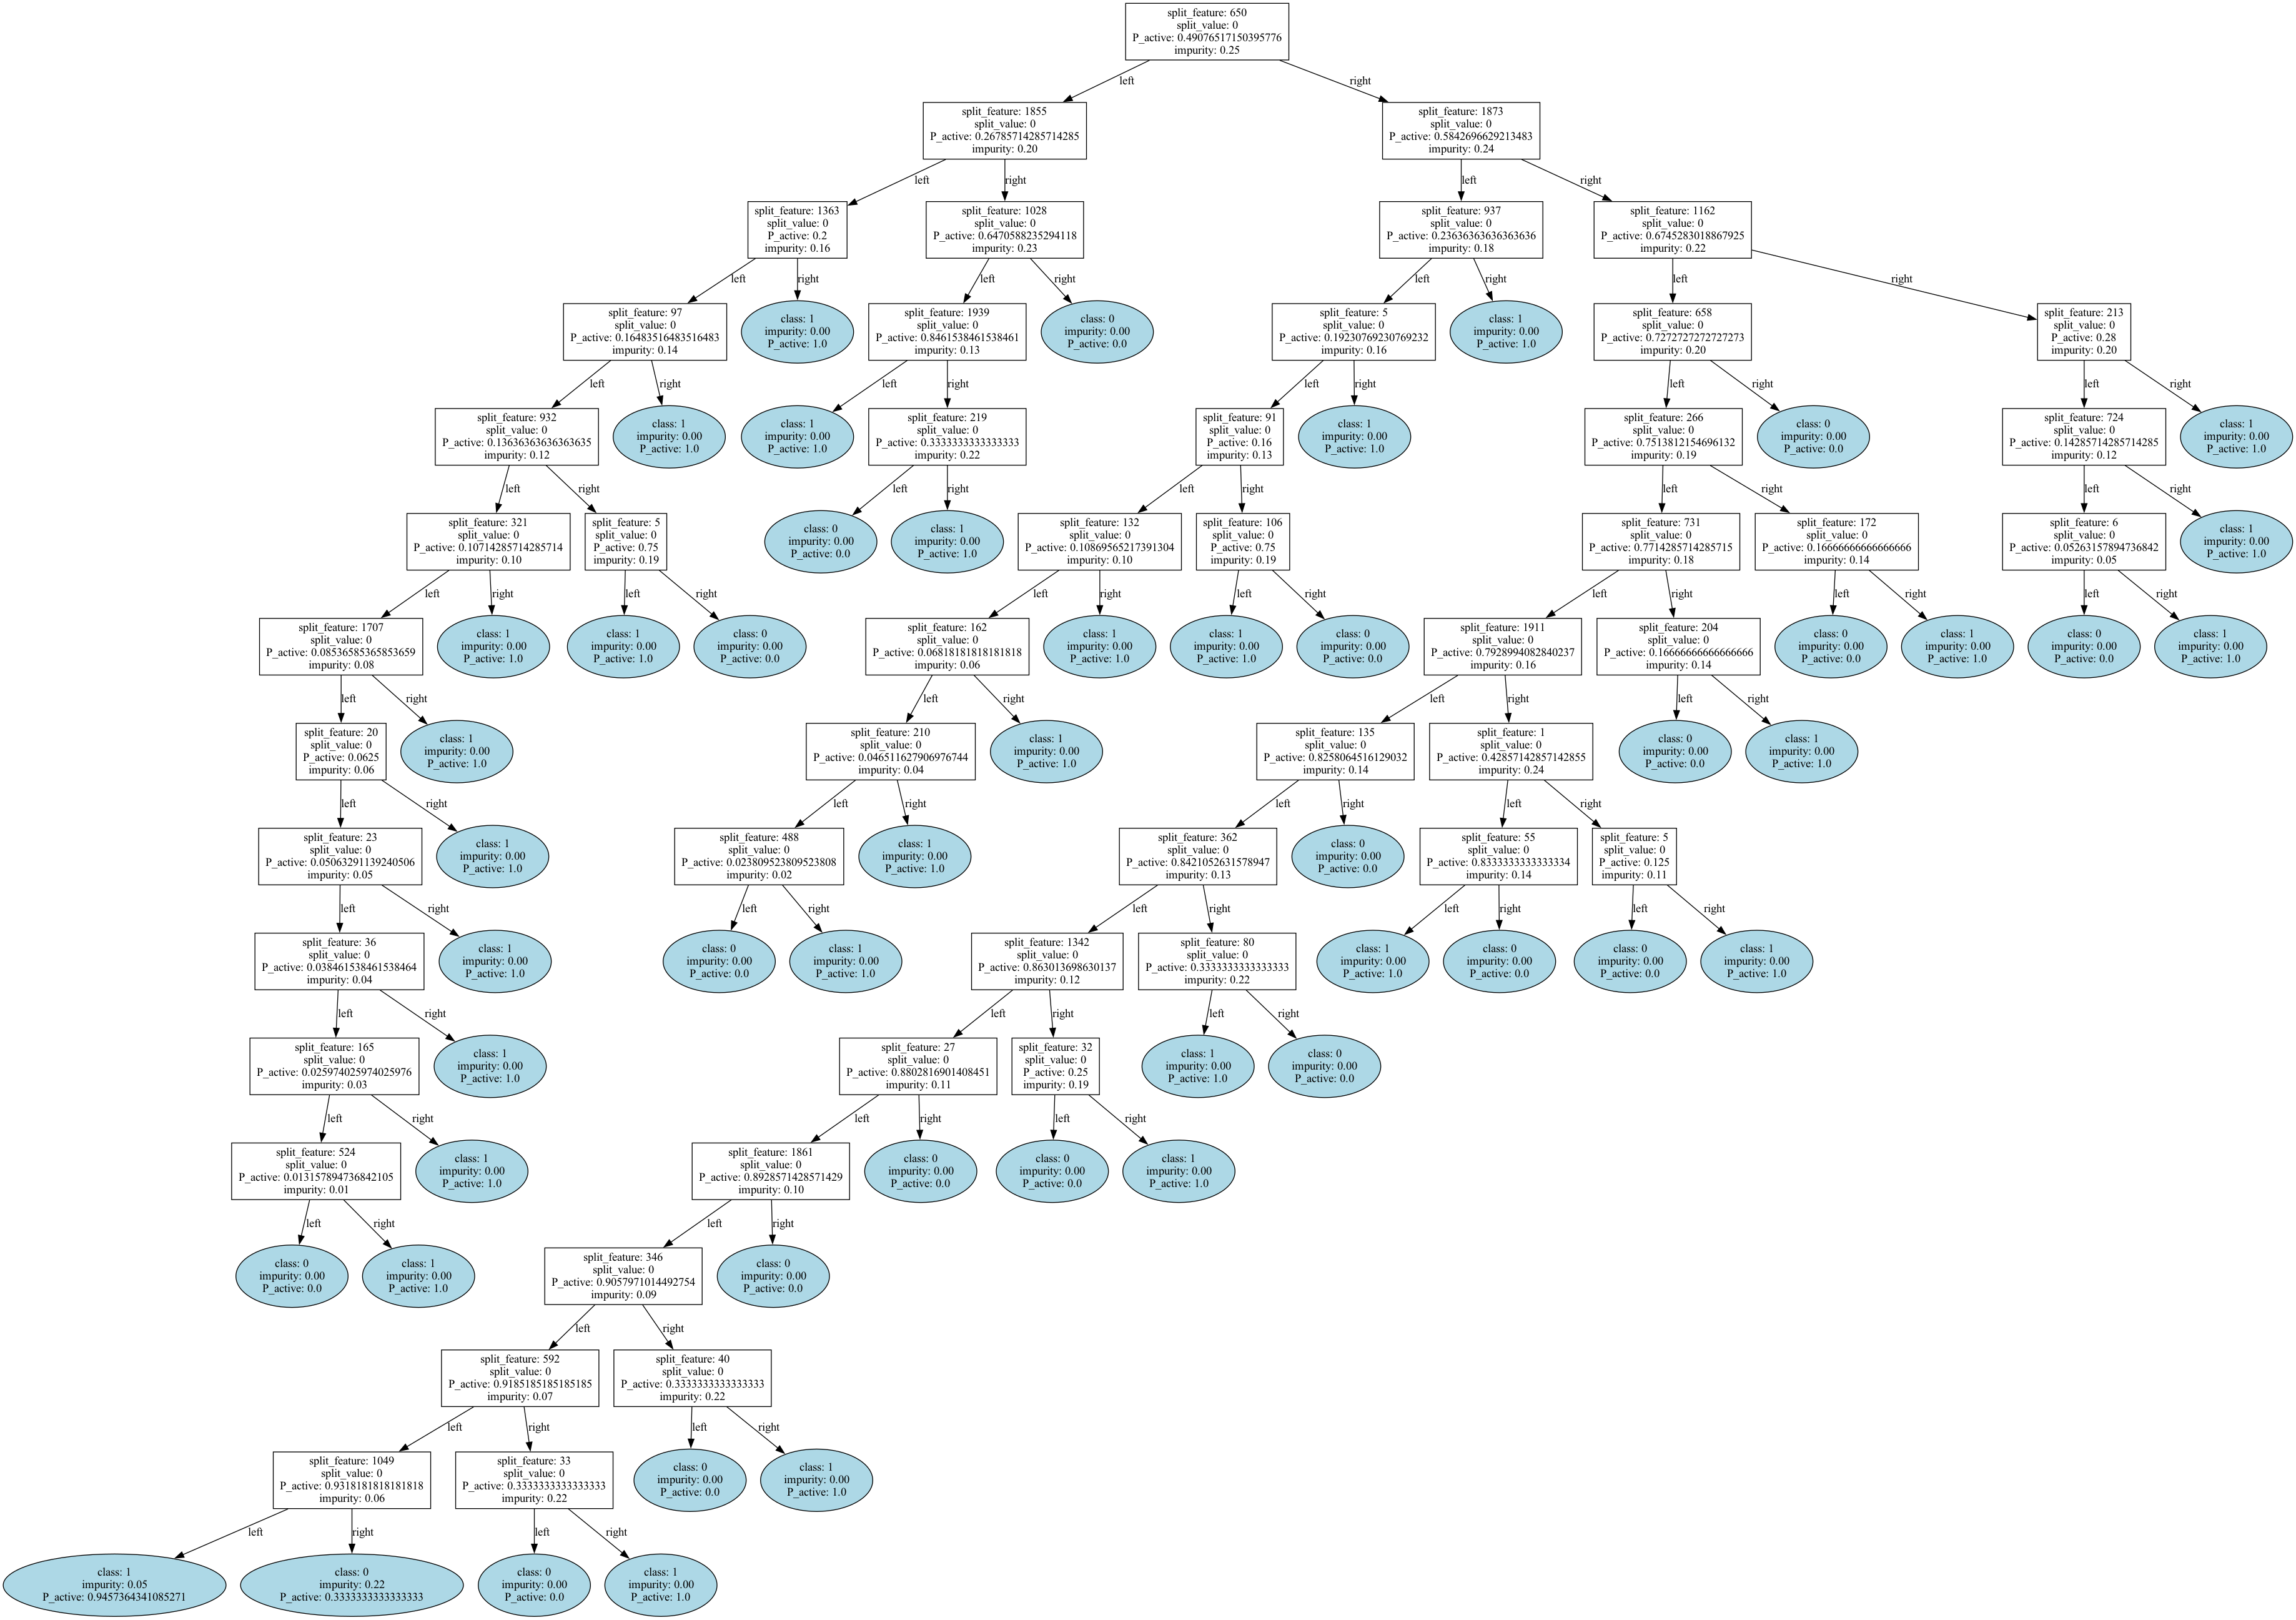 split_feature: 650
split_value: 0
P_active: 0.49076517150395776
impurity: 0.25
left
right
split_feature: 1855
split_value: 0
P_active: 0.26785714285714285
impurity: 0.20
split_feature: 1873
split_value: 0
P_active: 0.5842696629213483
impurity: 0.24
left
right
left
right
split_feature: 1363
split_value: 0
P_active: 0.2
impurity: 0.16
split_feature: 1028
split_value: 0
P_active: 0.6470588235294118
impurity: 0.23
split_feature: 937
split_value: 0
P_active: 0.23636363636363636
impurity: 0.18
split_feature: 1162
split_value: 0
P_active: 0.6745283018867925
impurity: 0.22
left
right
left
right
left
right
left
right
split_feature: 97
split_value: 0
P_active: 0.16483516483516483
impurity: 0.14
class: 1
impurity: 0.00
P_active: 1.0
split_feature: 1939
split_value: 0
P_active: 0.8461538461538461
impurity: 0.13
class: 0
impurity: 0.00
P_active: 0.0
split_feature: 5
split_value: 0
P_active: 0.19230769230769232
impurity: 0.16
class: 1
impurity: 0.00
P_active: 1.0
split_feature: 658
split_value: 0
P_active: 0.7272727272727273
impurity: 0.20
split_feature: 213
split_value: 0
P_active: 0.28
impurity: 0.20
left
right
left
right
left
right
left
right
left
right
split_feature: 932
split_value: 0
P_active: 0.13636363636363635
impurity: 0.12
class: 1
impurity: 0.00
P_active: 1.0
class: 1
impurity: 0.00
P_active: 1.0
split_feature: 219
split_value: 0
P_active: 0.3333333333333333
impurity: 0.22
split_feature: 91
split_value: 0
P_active: 0.16
impurity: 0.13
class: 1
impurity: 0.00
P_active: 1.0
split_feature: 266
split_value: 0
P_active: 0.7513812154696132
impurity: 0.19
class: 0
impurity: 0.00
P_active: 0.0
split_feature: 724
split_value: 0
P_active: 0.14285714285714285
impurity: 0.12
class: 1
impurity: 0.00
P_active: 1.0
left
right
left
right
left
right
left
right
left
right
split_feature: 321
split_value: 0
P_active: 0.10714285714285714
impurity: 0.10
split_feature: 5
split_value: 0
P_active: 0.75
impurity: 0.19
class: 0
impurity: 0.00
P_active: 0.0
class: 1
impurity: 0.00
P_active: 1.0
split_feature: 132
split_value: 0
P_active: 0.10869565217391304
impurity: 0.10
split_feature: 106
split_value: 0
P_active: 0.75
impurity: 0.19
split_feature: 731
split_value: 0
P_active: 0.7714285714285715
impurity: 0.18
split_feature: 172
split_value: 0
P_active: 0.16666666666666666
impurity: 0.14
split_feature: 6
split_value: 0
P_active: 0.05263157894736842
impurity: 0.05
class: 1
impurity: 0.00
P_active: 1.0
left
right
left
right
left
right
left
right
left
right
left
right
left
right
split_feature: 1707
split_value: 0
P_active: 0.08536585365853659
impurity: 0.08
class: 1
impurity: 0.00
P_active: 1.0
class: 1
impurity: 0.00
P_active: 1.0
class: 0
impurity: 0.00
P_active: 0.0
split_feature: 162
split_value: 0
P_active: 0.06818181818181818
impurity: 0.06
class: 1
impurity: 0.00
P_active: 1.0
class: 1
impurity: 0.00
P_active: 1.0
class: 0
impurity: 0.00
P_active: 0.0
split_feature: 1911
split_value: 0
P_active: 0.7928994082840237
impurity: 0.16
split_feature: 204
split_value: 0
P_active: 0.16666666666666666
impurity: 0.14
class: 0
impurity: 0.00
P_active: 0.0
class: 1
impurity: 0.00
P_active: 1.0
class: 0
impurity: 0.00
P_active: 0.0
class: 1
impurity: 0.00
P_active: 1.0
left
right
left
right
left
right
left
right
split_feature: 20
split_value: 0
P_active: 0.0625
impurity: 0.06
class: 1
impurity: 0.00
P_active: 1.0
split_feature: 210
split_value: 0
P_active: 0.046511627906976744
impurity: 0.04
class: 1
impurity: 0.00
P_active: 1.0
split_feature: 135
split_value: 0
P_active: 0.8258064516129032
impurity: 0.14
split_feature: 1
split_value: 0
P_active: 0.42857142857142855
impurity: 0.24
class: 0
impurity: 0.00
P_active: 0.0
class: 1
impurity: 0.00
P_active: 1.0
left
right
left
right
left
right
left
right
split_feature: 23
split_value: 0
P_active: 0.05063291139240506
impurity: 0.05
class: 1
impurity: 0.00
P_active: 1.0
split_feature: 488
split_value: 0
P_active: 0.023809523809523808
impurity: 0.02
class: 1
impurity: 0.00
P_active: 1.0
split_feature: 362
split_value: 0
P_active: 0.8421052631578947
impurity: 0.13
class: 0
impurity: 0.00
P_active: 0.0
split_feature: 55
split_value: 0
P_active: 0.8333333333333334
impurity: 0.14
split_feature: 5
split_value: 0
P_active: 0.125
impurity: 0.11
left
right
left
right
left
right
left
right
left
right
split_feature: 36
split_value: 0
P_active: 0.038461538461538464
impurity: 0.04
class: 1
impurity: 0.00
P_active: 1.0
class: 0
impurity: 0.00
P_active: 0.0
class: 1
impurity: 0.00
P_active: 1.0
split_feature: 1342
split_value: 0
P_active: 0.863013698630137
impurity: 0.12
split_feature: 80
split_value: 0
P_active: 0.3333333333333333
impurity: 0.22
class: 1
impurity: 0.00
P_active: 1.0
class: 0
impurity: 0.00
P_active: 0.0
class: 0
impurity: 0.00
P_active: 0.0
class: 1
impurity: 0.00
P_active: 1.0
left
right
left
right
left
right
split_feature: 165
split_value: 0
P_active: 0.025974025974025976
impurity: 0.03
class: 1
impurity: 0.00
P_active: 1.0
split_feature: 27
split_value: 0
P_active: 0.8802816901408451
impurity: 0.11
split_feature: 32
split_value: 0
P_active: 0.25
impurity: 0.19
class: 1
impurity: 0.00
P_active: 1.0
class: 0
impurity: 0.00
P_active: 0.0
left
right
left
right
left
right
split_feature: 524
split_value: 0
P_active: 0.013157894736842105
impurity: 0.01
class: 1
impurity: 0.00
P_active: 1.0
split_feature: 1861
split_value: 0
P_active: 0.8928571428571429
impurity: 0.10
class: 0
impurity: 0.00
P_active: 0.0
class: 0
impurity: 0.00
P_active: 0.0
class: 1
impurity: 0.00
P_active: 1.0
left
right
left
right
class: 0
impurity: 0.00
P_active: 0.0
class: 1
impurity: 0.00
P_active: 1.0
split_feature: 346
split_value: 0
P_active: 0.9057971014492754
impurity: 0.09
class: 0
impurity: 0.00
P_active: 0.0
left
right
split_feature: 592
split_value: 0
P_active: 0.9185185185185185
impurity: 0.07
split_feature: 40
split_value: 0
P_active: 0.3333333333333333
impurity: 0.22
left
right
left
right
split_feature: 1049
split_value: 0
P_active: 0.9318181818181818
impurity: 0.06
split_feature: 33
split_value: 0
P_active: 0.3333333333333333
impurity: 0.22
class: 0
impurity: 0.00
P_active: 0.0
class: 1
impurity: 0.00
P_active: 1.0
left
right
left
right
class: 1
impurity: 0.05
P_active: 0.9457364341085271
class: 0
impurity: 0.22
P_active: 0.3333333333333333
class: 0
impurity: 0.00
P_active: 0.0
class: 1
impurity: 0.00
P_active: 1.0